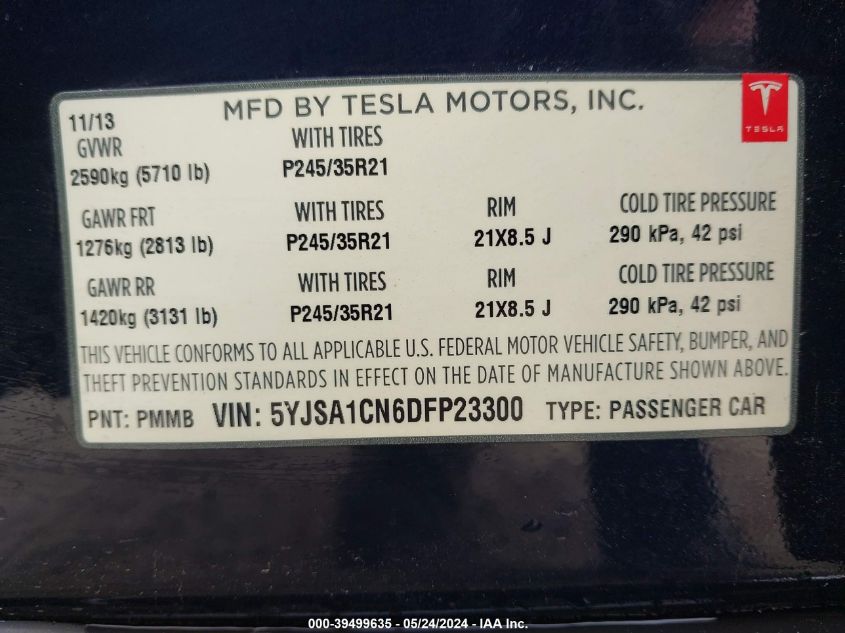 11/13
MFD BY TESLA MOTORS, INC.
TESLA
GVWR WITH TIRES
2590kg (5710 lb) P245/35R21
GAWR FRT WITH TIRES RIM COLD TIRE PRESSURE
1276kg (2813 lb) P245/35R21 21X8.5 J 290 kPa, 42 psi
GAWR RR WITH TIRES RIM COLD TIRE PRESSURE
1420kg (3131 lb) P245/35R21 21X8.5 J 290 kPa, 42 psi
THIS VEHICLE CONFORMS TO ALL APPLICABLE U.S. FEDERAL MOTOR VEHICLE SAFETY, BUMPER, AND
THEFT PREVENTION STANDARDS IN EFFECT ON THE DATE OF MANUFACTURE SHOWN ABOVE.
PNT: PMMB VIN: 5YJSA1CN6DFP23300 TYPE: PASSENGER CAR
000-39499635 - 05/24/2024 - IAA Inc.